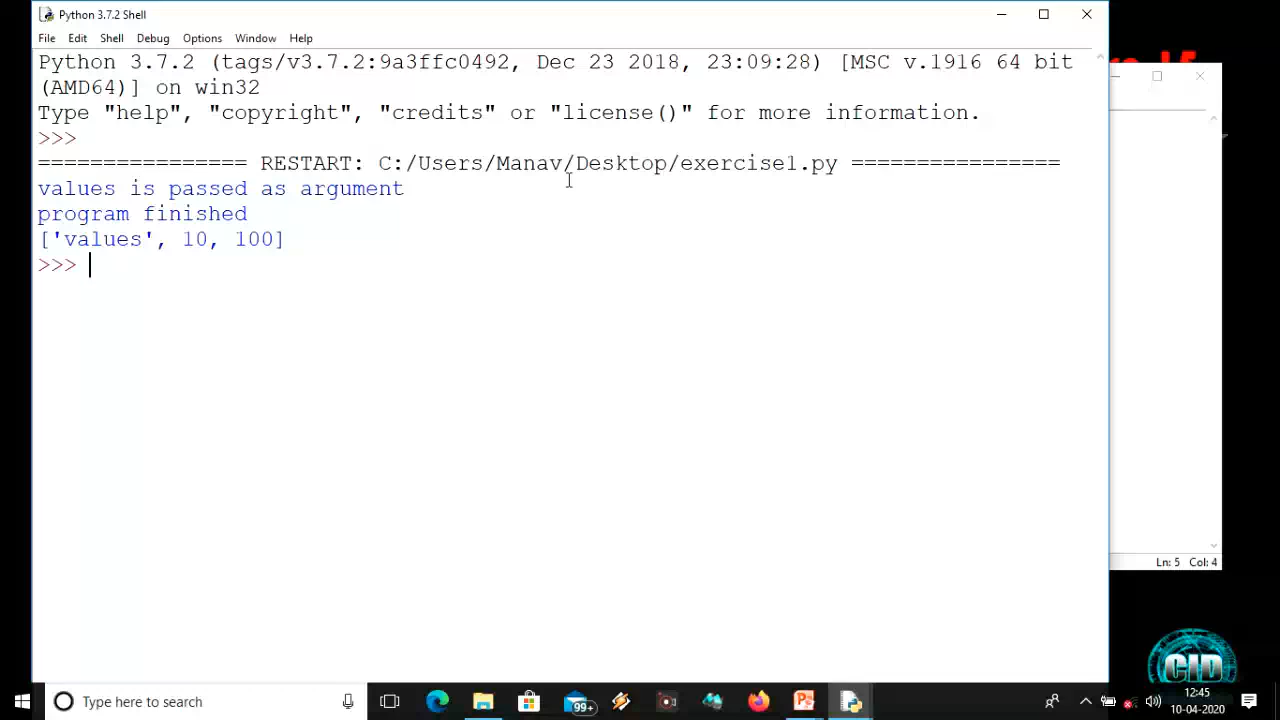 Python 3.7.2 Shell
File Edit Shell Debug Options Window Help
Python 3.7.2 (tags/v3.7.2:9a3ffc0492, Dec 23 2018, 23:09:28) [MSC v.1916 64 bit
(AMD64)] on win32
Type "help", "copyright", "credits" or "license()" for more information.
>>>
================ RESTART: C:/Users/Manav/Desktop/exercise1.py ================
values is passed as argument
program finished
['values', 10, 100]
>>>
Ln: 5 Col: 4
CID
Type here to search
99+
12:45
10-04-2020